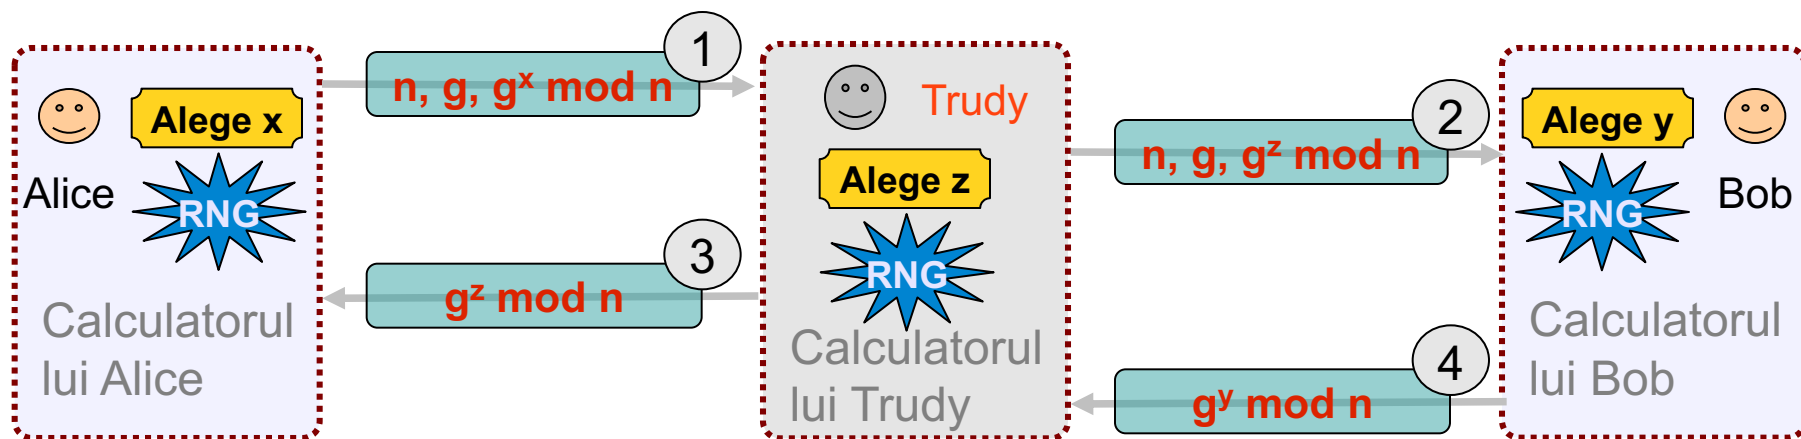 1
n, g, gˣ mod n
Alege x
RNG
Alice
Calculatorul
lui Alice
3
gᶻ mod n
Trudy
Alege z
RNG
Calculatorul
lui Trudy
2
n, g, gᶻ mod n
4
gʸ mod n
Alege y
RNG
Bob
Calculatorul
lui Bob